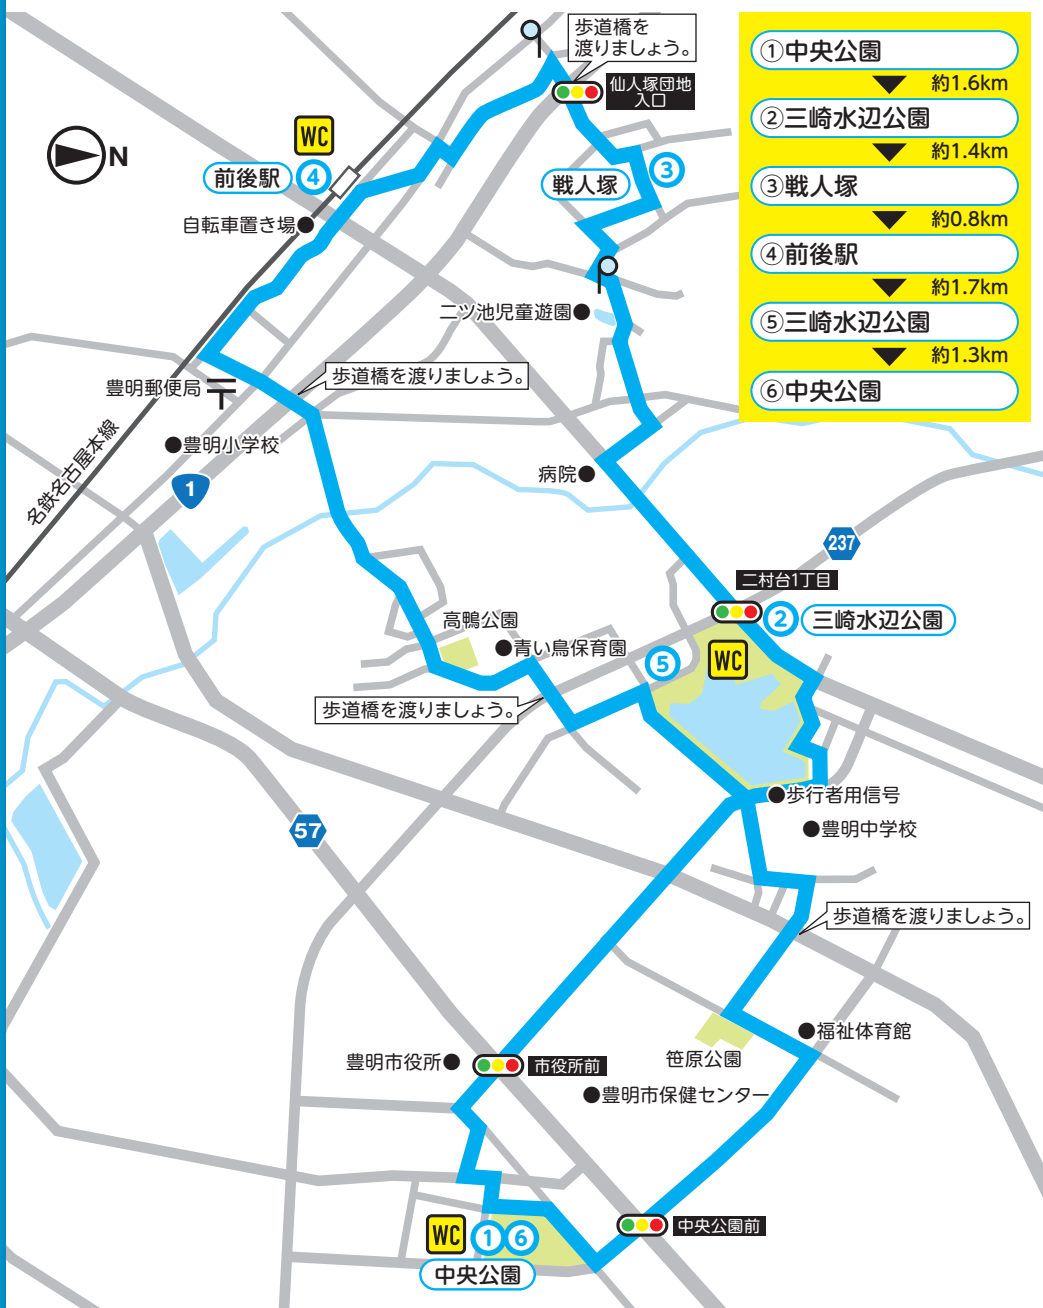 歩道橋を
渡りましょう。
仙人塚団地
入口
WC
N
前後駅
④
自転車置き場
戦人塚
③
①中央公園
約1.6km
②三崎水辺公園
約1.4km
③戦人塚
約0.8km
④前後駅
約1.7km
⑤三崎水辺公園
約1.3km
⑥中央公園
二ツ池児童遊園
豊明郵便局
歩道橋を渡りましょう。
豊明小学校
名鉄名古屋本線
1
病院
237
二村台1丁目
②
三崎水辺公園
WC
高鴨公園
青い鳥保育園
⑤
歩道橋を渡りましょう。
歩行者用信号
豊明中学校
57
歩道橋を渡りましょう。
福祉体育館
笹原公園
豊明市役所
市役所前
豊明市保健センター
中央公園前
WC
①⑥
中央公園